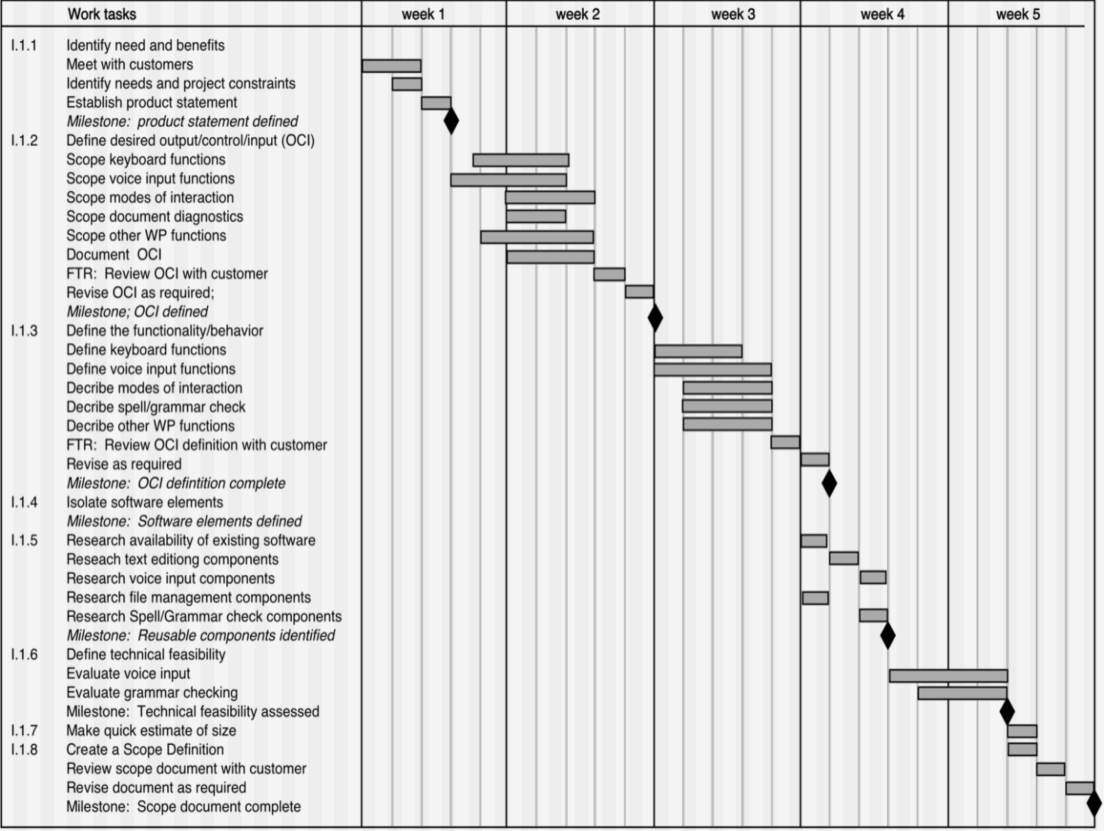 Work tasks week 1 week 2 week 3 week 4 week 5
I.1.1 Identify need and benefits
Meet with customers
Identify needs and project constraints
Establish product statement
Milestone: product statement defined
I.1.2 Define desired output/control/input (OCI)
Scope keyboard functions
Scope voice input functions
Scope modes of interaction
Scope document diagnostics
Scope other WP functions
Document OCI
FTR: Review OCI with customer
Revise OCI as required;
Milestone; OCI defined
I.1.3 Define the functionality/behavior
Define keyboard functions
Define voice input functions
Decribe modes of interaction
Decribe spell/grammar check
Decribe other WP functions
FTR: Review OCI definition with customer
Revise as required
Milestone: OCI defintition complete
I.1.4 Isolate software elements
Milestone: Software elements defined
I.1.5 Research availability of existing software
Reseach text editiong components
Research voice input components
Research file management components
Research Spell/Grammar check components
Milestone: Reusable components identified
I.1.6 Define technical feasibility
Evaluate voice input
Evaluate grammar checking
Milestone: Technical feasibility assessed
I.1.7 Make quick estimate of size
I.1.8 Create a Scope Definition
Review scope document with customer
Revise document as required
Milestone: Scope document complete